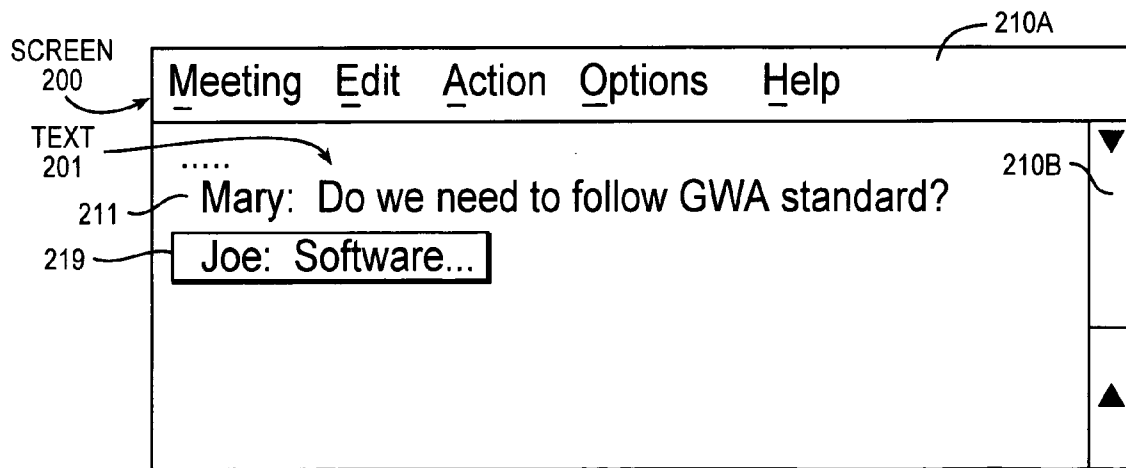 210A
SCREEN
200
Meeting Edit Action Options Help
TEXT
201
.....
210B
211
Mary: Do we need to follow GWA standard?
219
Joe: Software...